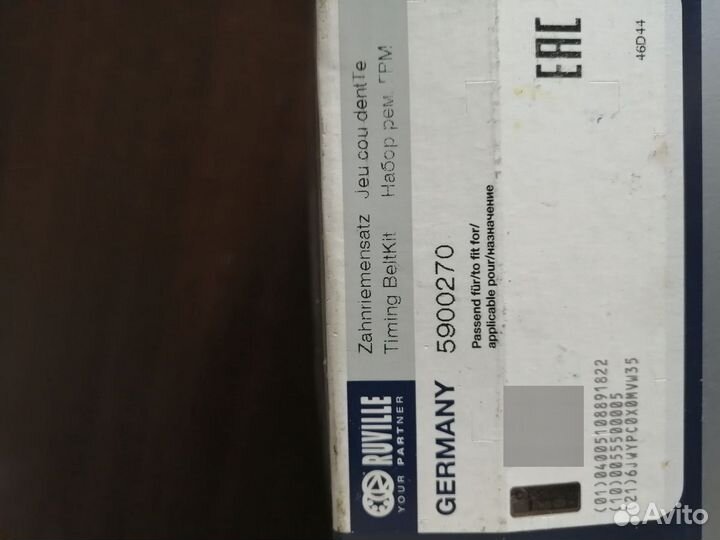 RUVILLE
YOUR PARTNER
Zahnriemensatz Jeu cou dentTe
Timing BeltKit Набор рем. ГРМ
GERMANY 5900270
Passend für/to fit for/
applicable pour/назначение
EAC
46D44
(01)04005108891822
(10)0055500005
(21)6JWYPC0X0MVW35
Avito